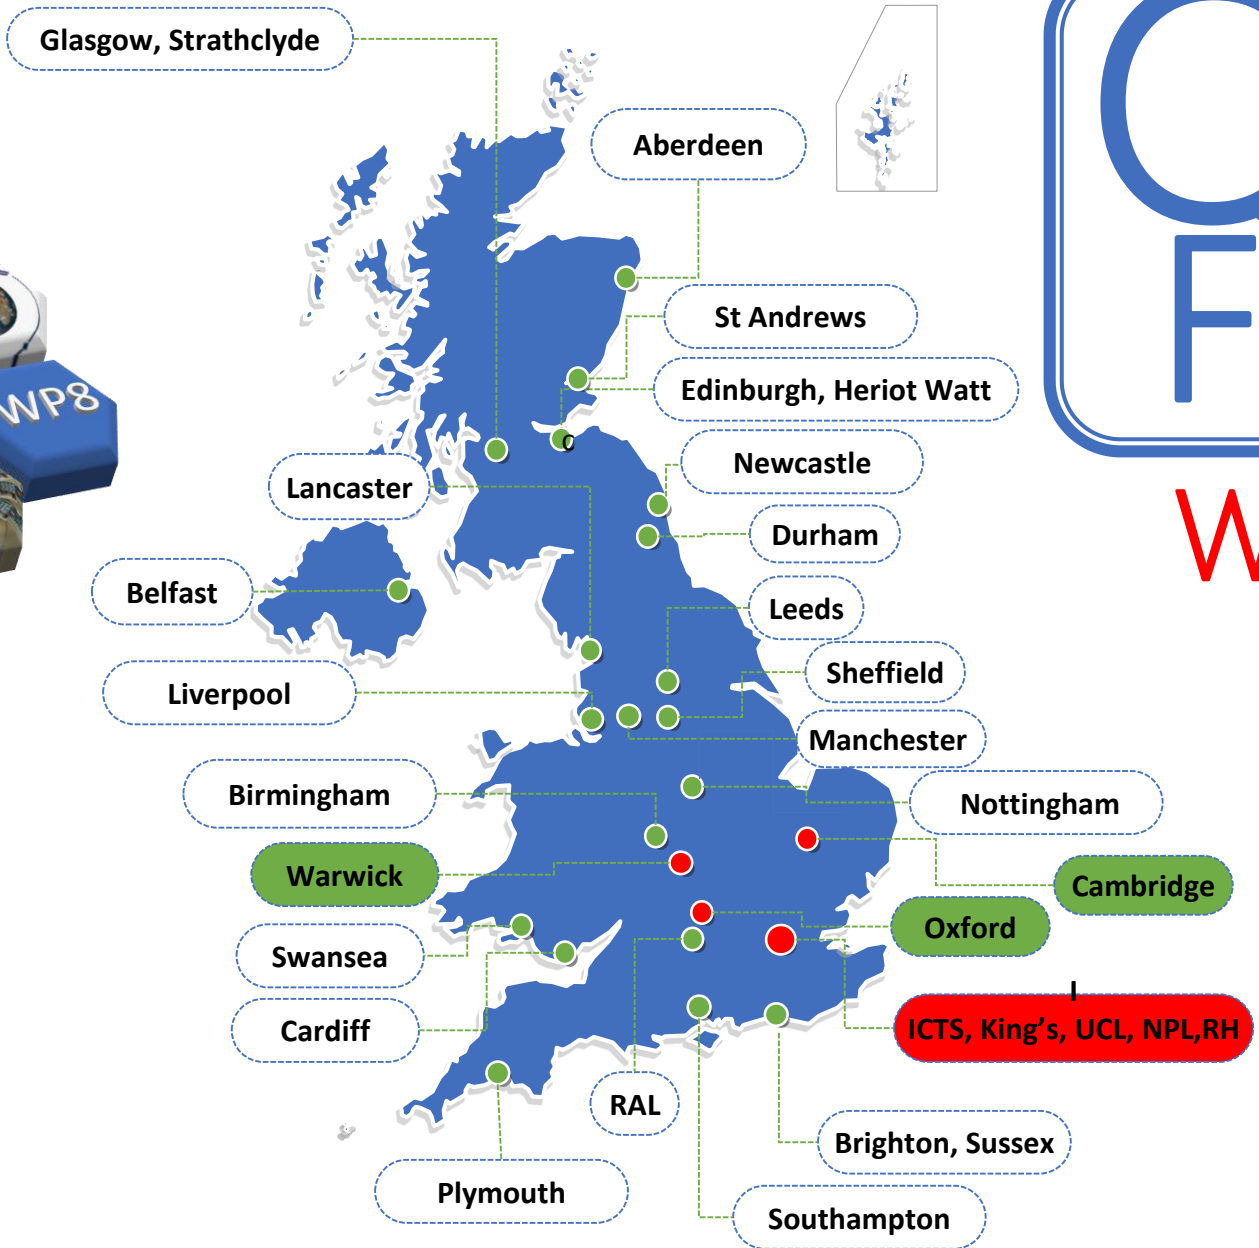 Glasgow, Strathclyde
Aberdeen
St Andrews
Edinburgh, Heriot Watt
WP8
Newcastle
Lancaster
Durham
Belfast
Leeds
Sheffield
Liverpool
Manchester
Birmingham
Nottingham
Warwick
Cambridge
Oxford
Swansea
Cardiff
ICTS, King's, UCL, NPL,RH
RAL
Brighton, Sussex
Plymouth
Southampton